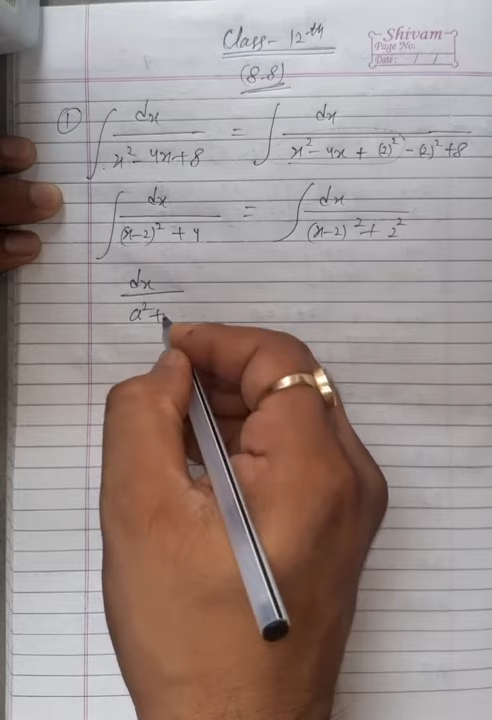 Class - 12th
Shivam
Page No.
Date: / /
(8.8)
① ∫ dx / x² - 4x + 8 = ∫ dx / x² - 4x + (2)² - (2)² + 8
∫ dx / (x-2)² + 4 = ∫ dx / (x-2)² + 2²
dx / a² +